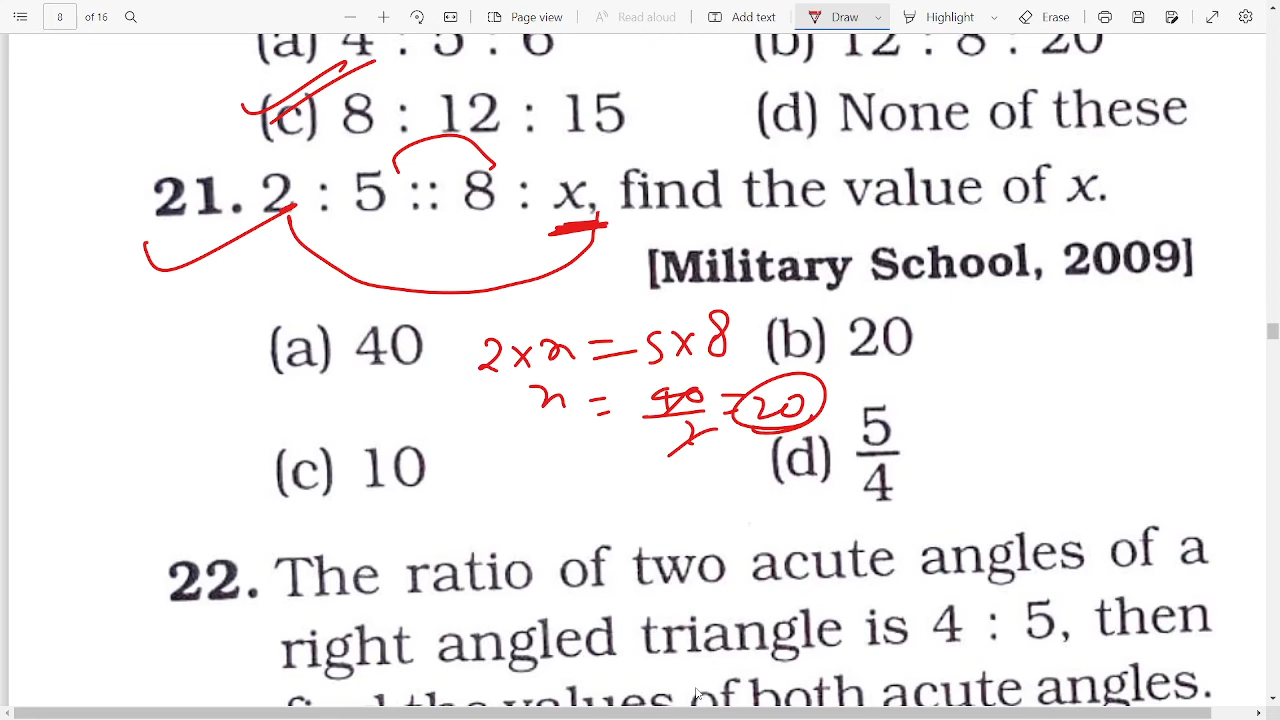 8 of 16 Page view Read aloud Add text Draw Highlight Erase
(a) 4 : 5 : 6 (b) 12 : 8 : 20
(c) 8 : 12 : 15 (d) None of these
21. 2 : 5 :: 8 : x, find the value of x.
[Military School, 2009]
(a) 40 2×x=5×8 (b) 20
x = 40/2 =20
(c) 10 (d) 5/4
22. The ratio of two acute angles of a
right angled triangle is 4 : 5, then
find the values of both acute angles.